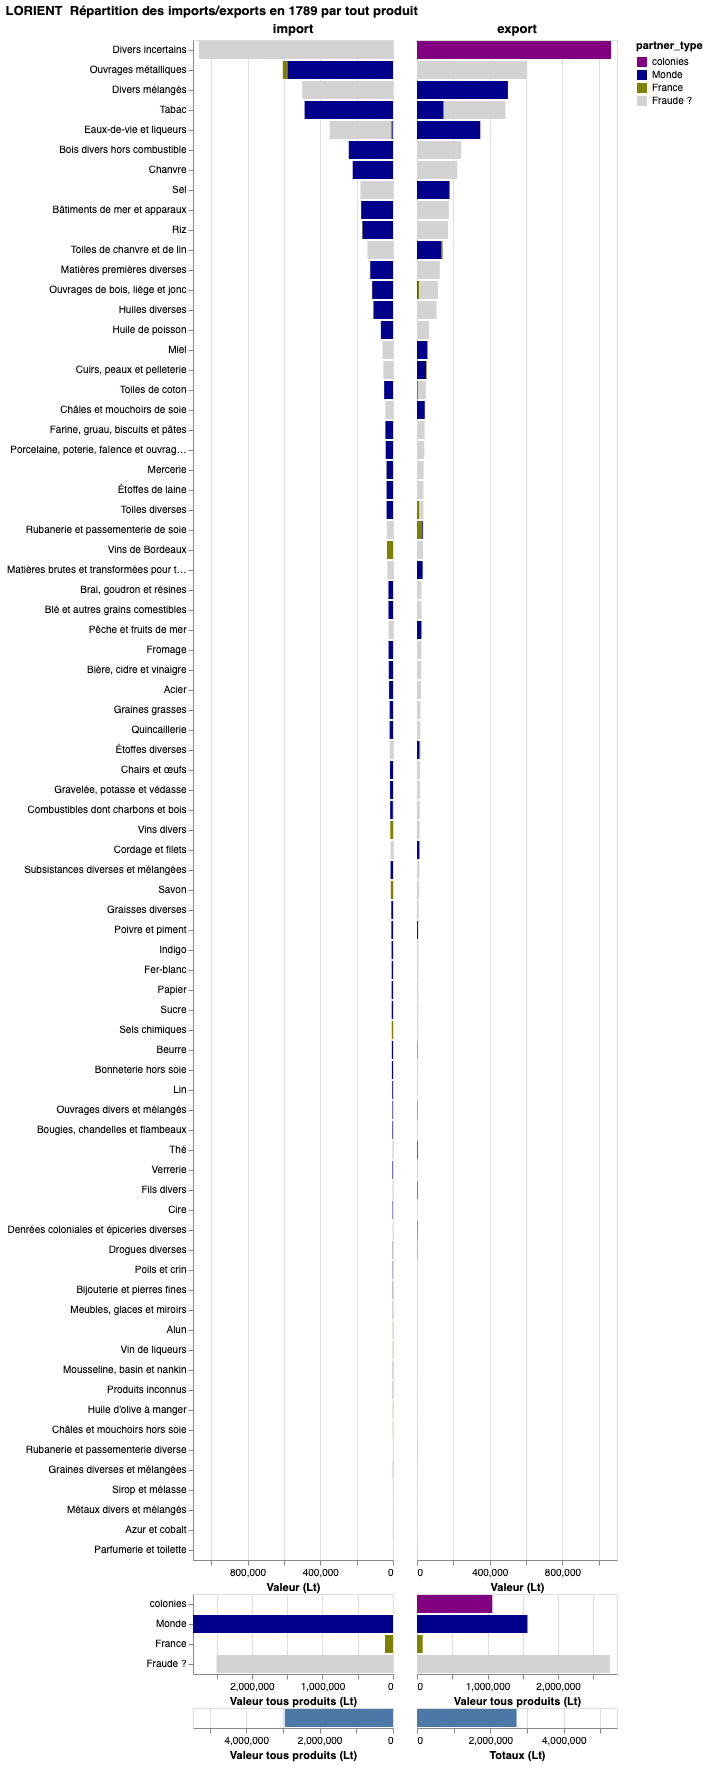 LORIENT  Répartition des imports/exports en 1789 par tout produit
import
export
partner_type
colonies
Monde
France
Fraude ?
Divers incertains
Ouvrages métalliques
Divers mélangés
Tabac
Eaux-de-vie et liqueurs
Bois divers hors combustible
Chanvre
Sel
Bâtiments de mer et apparaux
Riz
Toiles de chanvre et de lin
Matières premières diverses
Ouvrages de bois, liège et jonc
Huiles diverses
Huile de poisson
Miel
Cuirs, peaux et pelleterie
Toiles de coton
Châles et mouchoirs de soie
Farine, gruau, biscuits et pâtes
Porcelaine, poterie, faïence et ouvrag…
Mercerie
Étoffes de laine
Toiles diverses
Rubanerie et passementerie de soie
Vins de Bordeaux
Matières brutes et transformées pour t…
Brai, goudron et résines
Blé et autres grains comestibles
Pêche et fruits de mer
Fromage
Bière, cidre et vinaigre
Acier
Graines grasses
Quincaillerie
Étoffes diverses
Chairs et œufs
Gravelée, potasse et védasse
Combustibles dont charbons et bois
Vins divers
Cordage et filets
Subsistances diverses et mélangées
Savon
Graisses diverses
Poivre et piment
Indigo
Fer-blanc
Papier
Sucre
Sels chimiques
Beurre
Bonneterie hors soie
Lin
Ouvrages divers et mélangés
Bougies, chandelles et flambeaux
Thé
Verrerie
Fils divers
Cire
Denrées coloniales et épiceries diverses
Drogues diverses
Poils et crin
Bijouterie et pierres fines
Meubles, glaces et miroirs
Alun
Vin de liqueurs
Mousseline, basin et nankin
Produits inconnus
Huile d'olive à manger
Châles et mouchoirs hors soie
Rubanerie et passementerie diverse
Graines diverses et mélangées
Sirop et mélasse
Métaux divers et mélangés
Azur et cobalt
Parfumerie et toilette
800,000 400,000 0 0 400,000 800,000
Valeur (Lt) Valeur (Lt)
colonies
Monde
France
Fraude ?
2,000,000 1,000,000 0 0 1,000,000 2,000,000
Valeur tous produits (Lt) Valeur tous produits (Lt)
4,000,000 2,000,000 0 0 2,000,000 4,000,000
Valeur tous produits (Lt) Totaux (Lt)